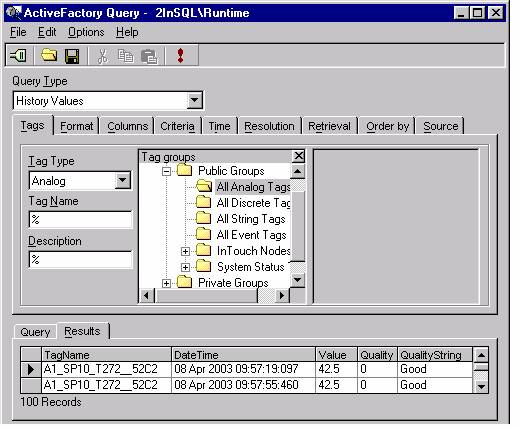 ActiveFactory Query - 2InSQL\Runtime
File Edit Options Help
Query Type
History Values
Tags Format Columns Criteria Time Resolution Retrieval Order by Source
Tag Type
Analog
Tag Name
%
Description
%
Tag groups
Public Groups
All Analog Tags
All Discrete Tag
All String Tags
All Event Tags
InTouch Nodes
System Status
Private Groups
Query Results
TagName DateTime Value Quality QualityString
A1_SP10_T272__52C2 08 Apr 2003 09:57:19:097 42.5 0 Good
A1_SP10_T272__52C2 08 Apr 2003 09:57:55:460 42.5 0 Good
100 Records